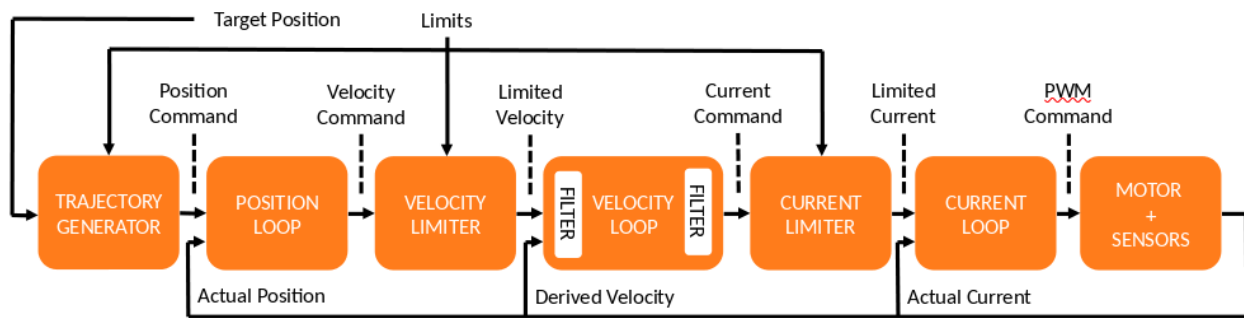 Target Position
Limits
Position
Command
Velocity
Command
Limited
Velocity
Current
Command
Limited
Current
PWM
Command
TRAJECTORY
GENERATOR
POSITION
LOOP
VELOCITY
LIMITER
FILTER
VELOCITY
LOOP
FILTER
CURRENT
LIMITER
CURRENT
LOOP
MOTOR
+
SENSORS
Actual Position
Derived Velocity
Actual Current